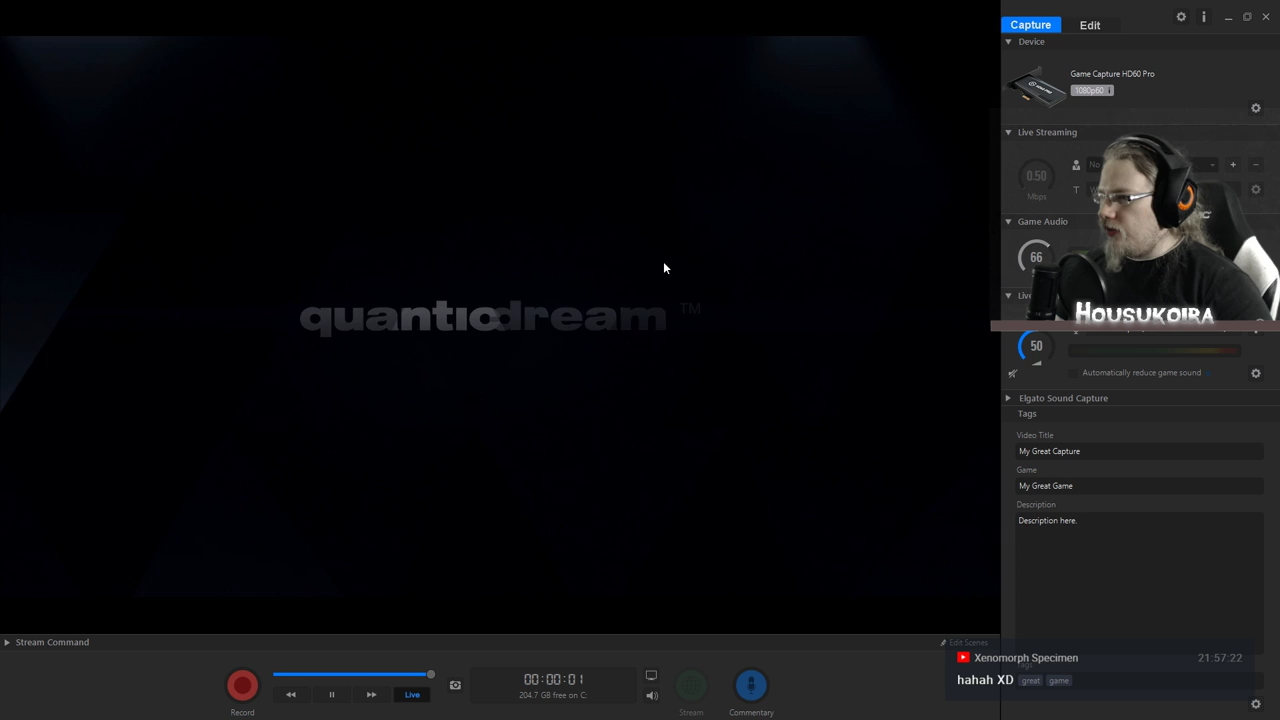 Capture
Edit
Device
Game Capture HD60 Pro
1080p60
Live Streaming
0.50
No
Mbps
T
Game Audio
66
HOUSUKOIRA
50
Automatically reduce game sound
Elgato Sound Capture
Tags
Video Title
My Great Capture
Game
My Great Game
Description
Description here.
quanticdream ™
Stream Command
Edit Scenes
Xenomorph Specimen
21:57:22
hahah XD
great
game
00:00:01
204.7 GB free on C:
Live
Record
Stream
Commentary